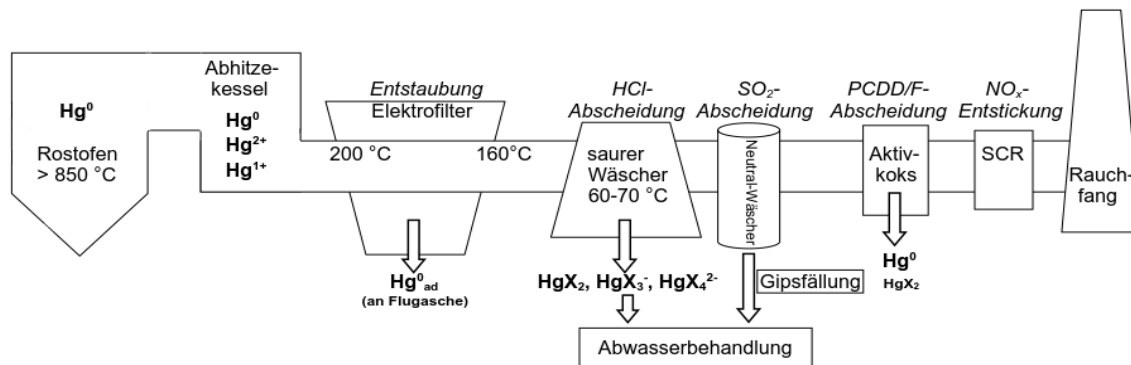 Hg⁰
Rostofen
> 850 °C
Abhitze-
kessel
Hg⁰
Hg²⁺
Hg¹⁺
Entstaubung
Elektrofilter
200 °C
160°C
Hg⁰ad
(an Flugasche)
HCl-
Abscheidung
saurer
Wäscher
60-70 °C
HgX₂, HgX₃⁻, HgX₄²⁻
SO₂-
Abscheidung
Neutral-Wäscher
Gipsfällung
Abwasserbehandlung
PCDD/F-
Abscheidung
Aktiv-
koks
Hg⁰
HgX₂
NOₓ-
Entstickung
SCR
Rauch-
fang